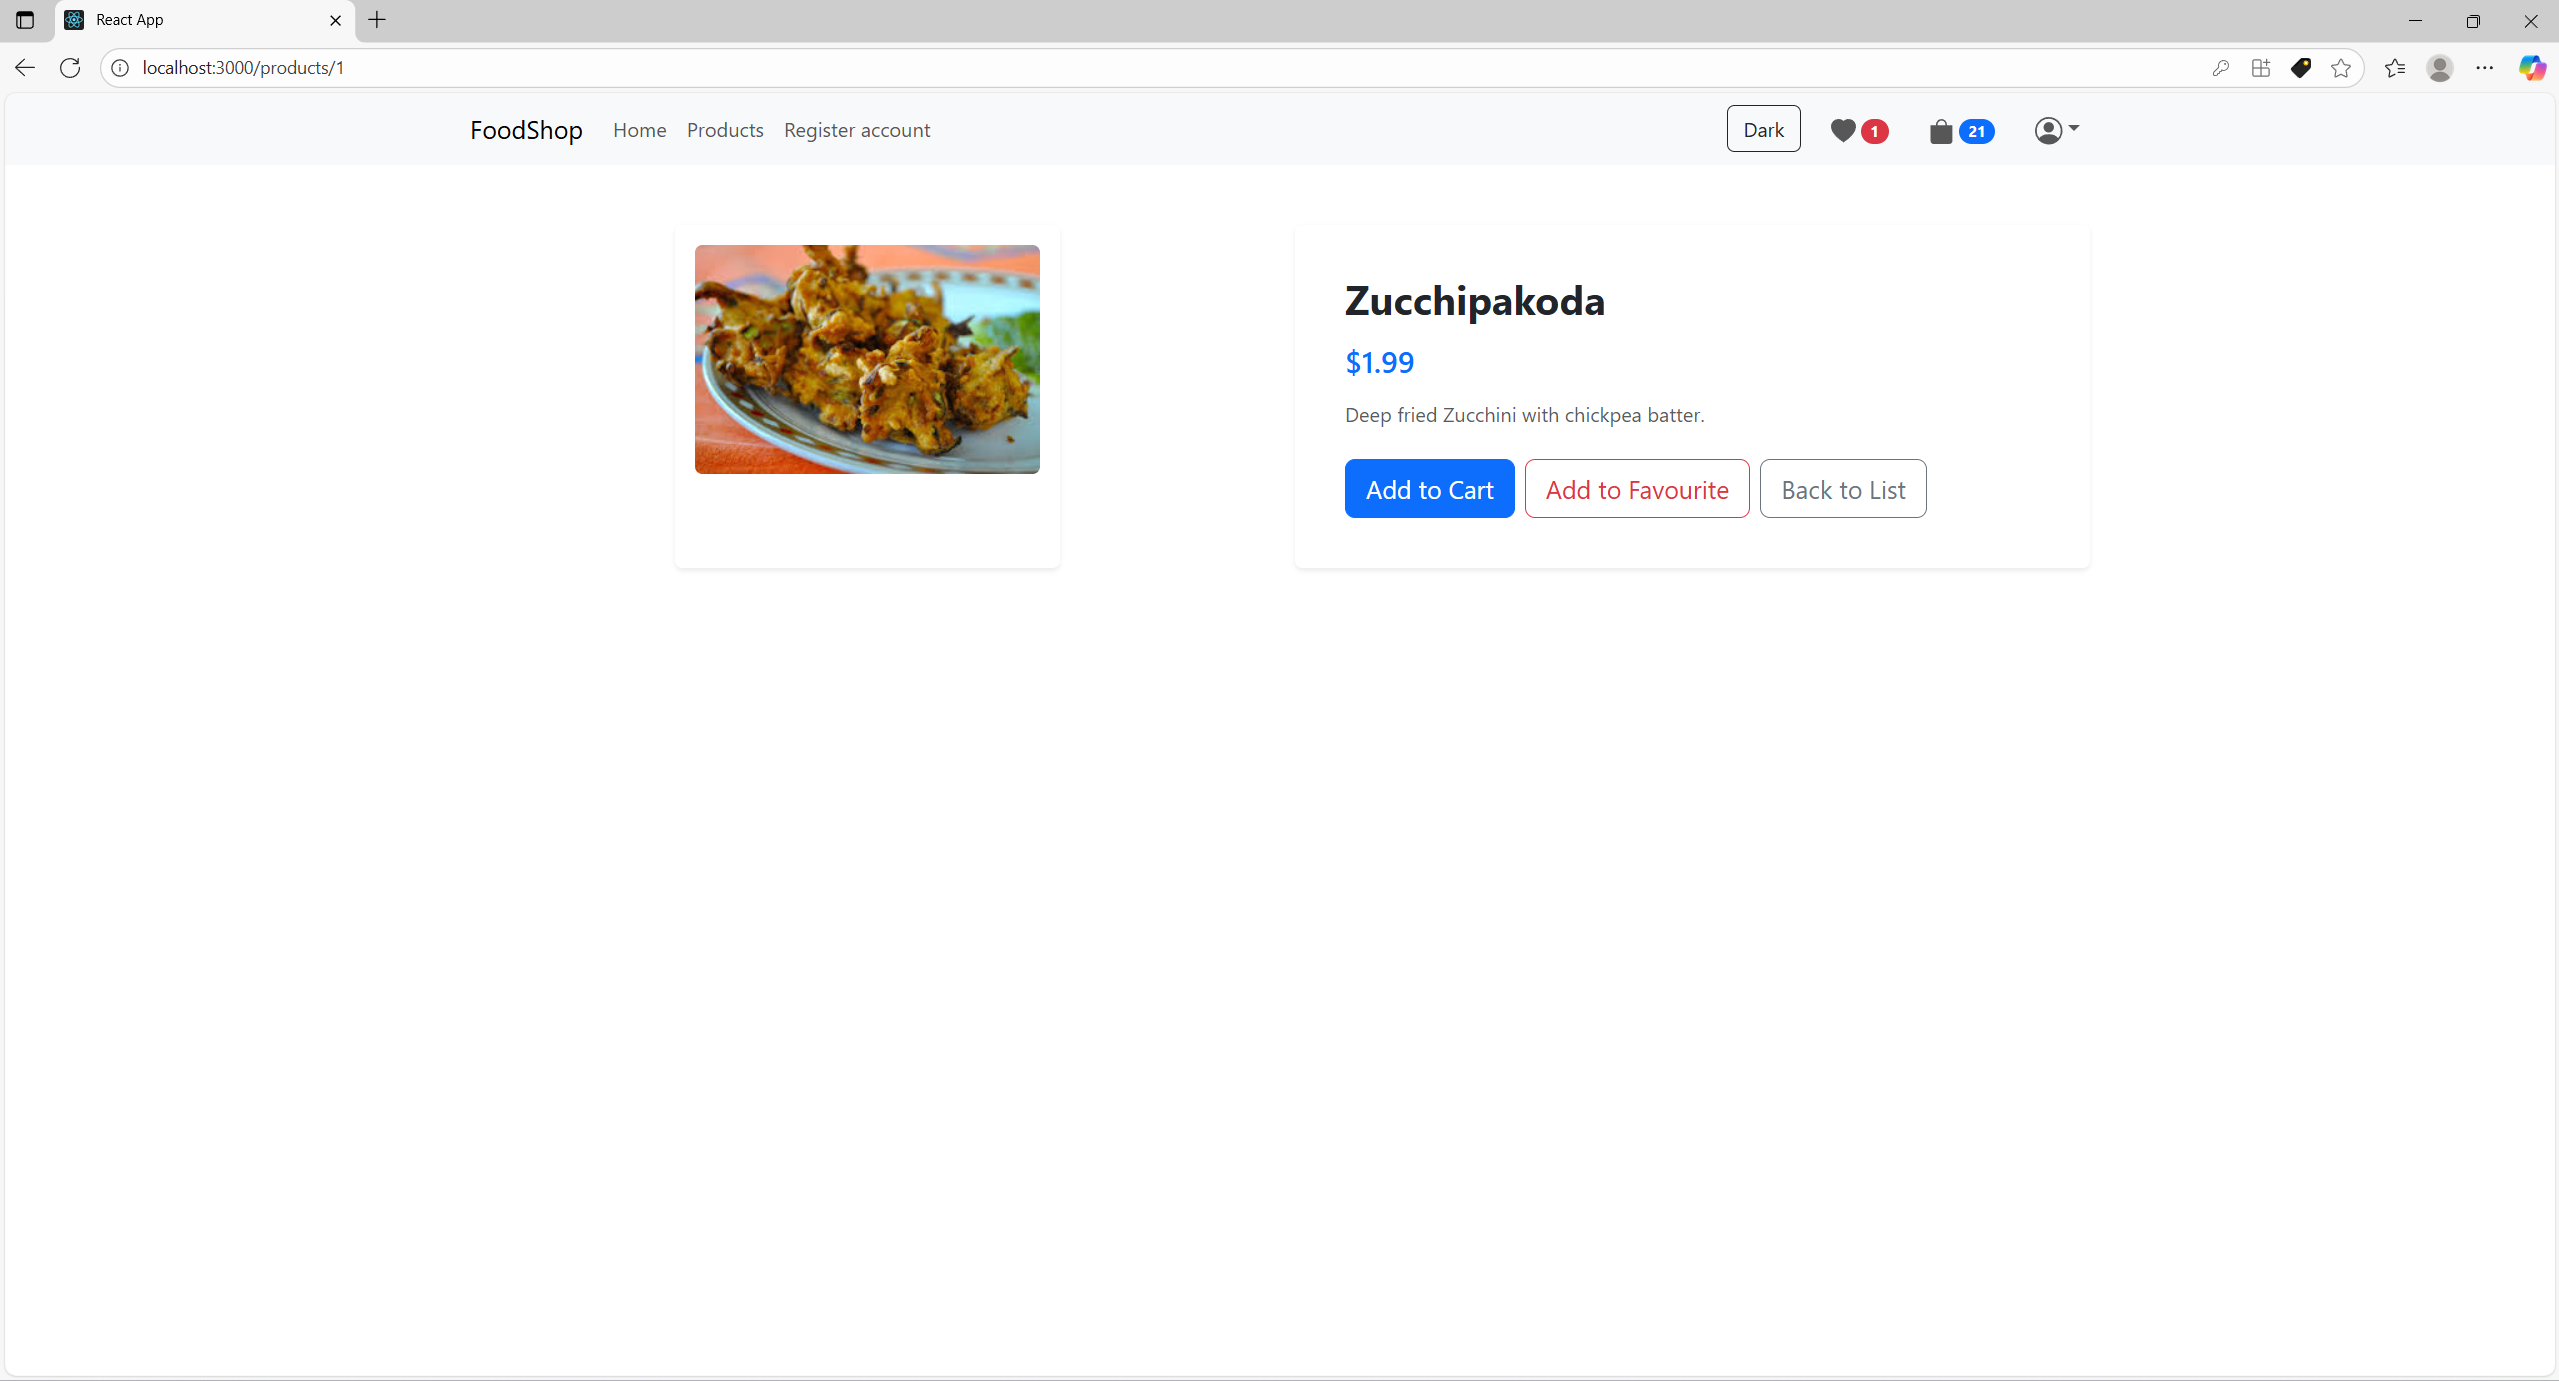 React App
localhost:3000/products/1
FoodShop Home Products Register account Dark 1 21
Zucchipakoda
$1.99
Deep fried Zucchini with chickpea batter.
Add to Cart Add to Favourite Back to List